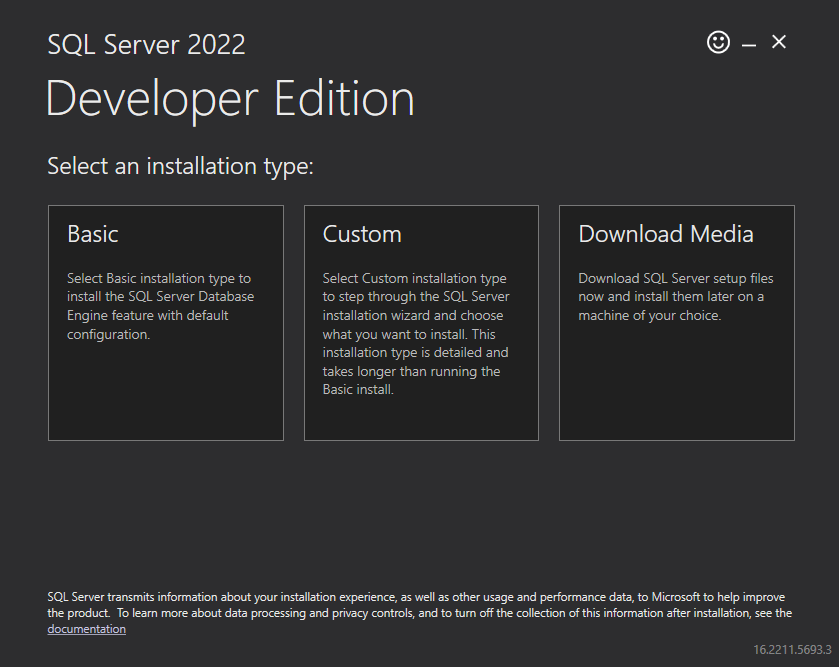 SQL Server 2022
Developer Edition
Select an installation type:
Basic
Select Basic installation type to
install the SQL Server Database
Engine feature with default
configuration.
Custom
Select Custom installation type
to step through the SQL Server
installation wizard and choose
what you want to install. This
installation type is detailed and
takes longer than running the
Basic install.
Download Media
Download SQL Server setup files
now and install them later on a
machine of your choice.
SQL Server transmits information about your installation experience, as well as other usage and performance data, to Microsoft to help improve
the product.  To learn more about data processing and privacy controls, and to turn off the collection of this information after installation, see the
documentation
16.2211.5693.3